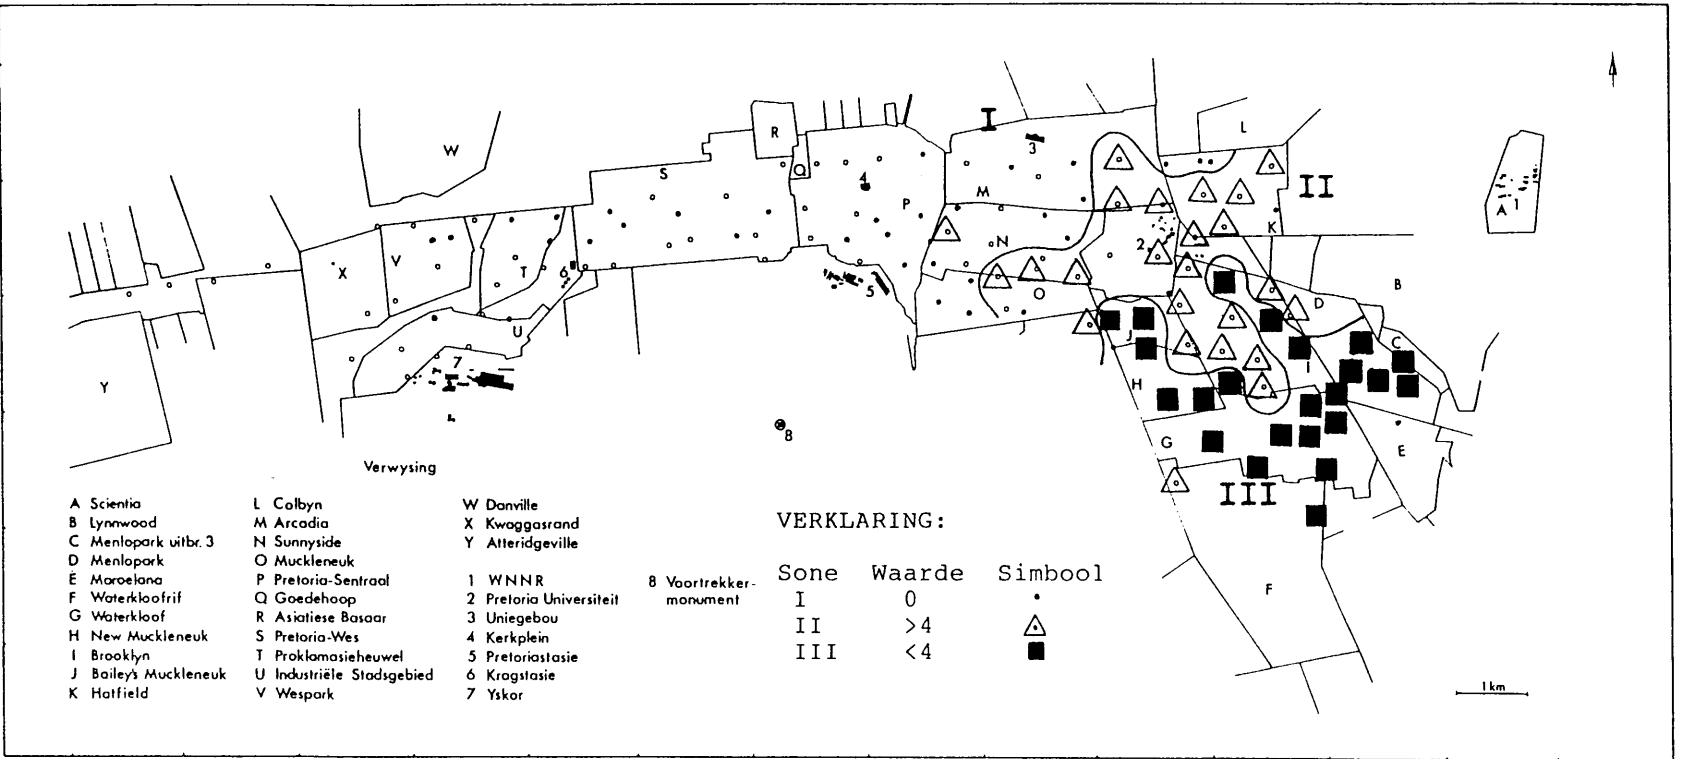 W
R
S
Q
4
P
I
3
M
L
II
A 1
X
V
T
6
N
2
K
5
O
D
B
U
J
C
I
7
Y
H
8
G
E
III
F
Verwysing
A Scientia
B Lynnwood
C Menlopark uitbr. 3
D Menlopark
E Maroelana
F Waterkloofrif
G Waterkloof
H New Muckleneuk
I Brooklyn
J Bailey's Muckleneuk
K Hatfield
L Colbyn
M Arcadia
N Sunnyside
O Muckleneuk
P Pretoria-Sentraal
Q Goedehoop
R Asiatiese Basaar
S Pretoria-Wes
T Proklamasieheuwel
U Industriële Stadsgebied
V Wespark
W Danville
X Kwaggasrand
Y Atteridgeville
1 WNNR
2 Pretoria Universiteit
3 Uniegebou
4 Kerkplein
5 Pretoriastasie
6 Kragstasie
7 Yskor
8 Voortrekker-
monument
VERKLARING:
Sone Waarde Simbool
I 0
II >4
III <4
1 km